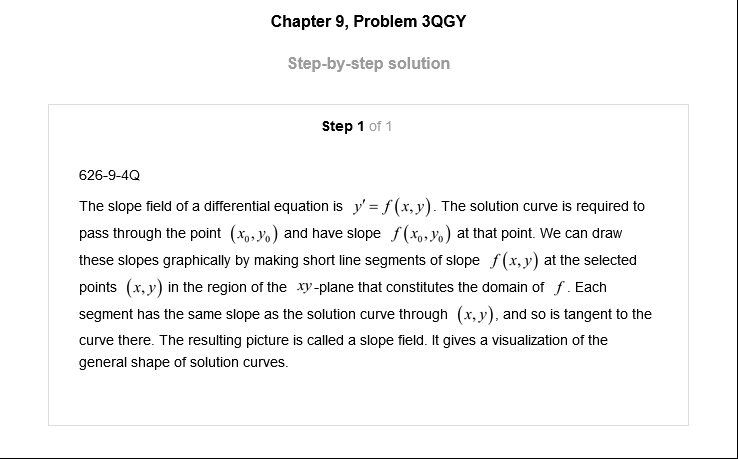 Chapter 9, Problem 3QGY
Step-by-step solution
Step 1 of 1
626-9-4Q
The slope field of a differential equation is y′ = f(x, y). The solution curve is required to
pass through the point (x₀, y₀) and have slope f(x₀, y₀) at that point. We can draw
these slopes graphically by making short line segments of slope f(x, y) at the selected
points (x, y) in the region of the xy-plane that constitutes the domain of f. Each
segment has the same slope as the solution curve through (x, y), and so is tangent to the
curve there. The resulting picture is called a slope field. It gives a visualization of the
general shape of solution curves.